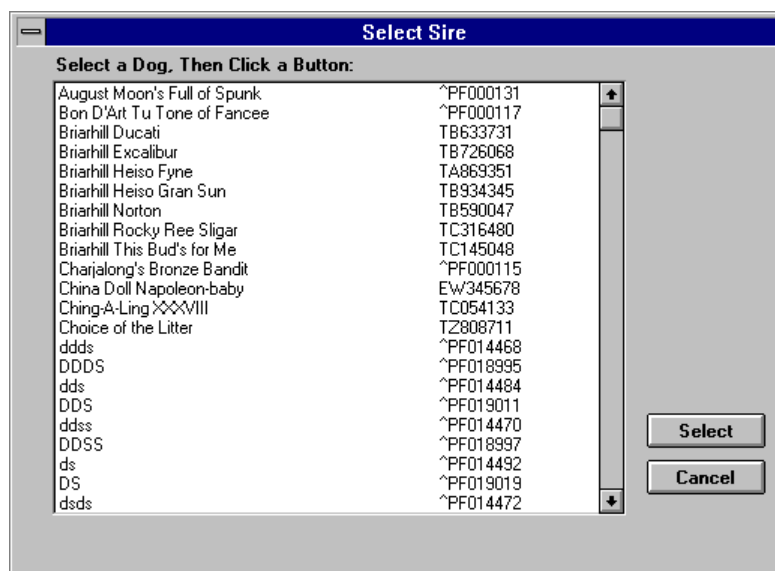 Select Sire
Select a Dog, Then Click a Button:
August Moon's Full of Spunk ^PF000131
Bon D'Art Tu Tone of Fancee ^PF000117
Briarhill Ducati TB633731
Briarhill Excalibur TB726068
Briarhill Heiso Fyne TA869351
Briarhill Heiso Gran Sun TB934345
Briarhill Norton TB590047
Briarhill Rocky Ree Sligar TC316480
Briarhill This Bud's for Me TC145048
Charjalong's Bronze Bandit ^PF000115
China Doll Napoleon-baby EW345678
Ching-A-Ling XXXVIII TC054133
Choice of the Litter TZ808711
ddds ^PF014468
DDDS ^PF018995
dds ^PF014484
DDS ^PF019011
ddss ^PF014470
DDSS ^PF018997
ds ^PF014492
DS ^PF019019
dsds ^PF014472
Select
Cancel